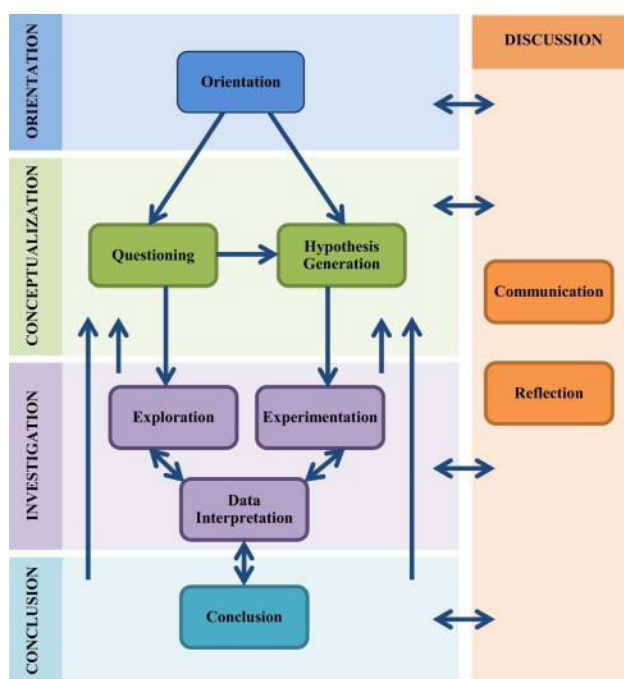 ORIENTATION
Orientation
CONCEPTUALIZATION
Questioning
Hypothesis
Generation
INVESTIGATION
Exploration
Experimentation
Data
Interpretation
CONCLUSION
Conclusion
DISCUSSION
Communication
Reflection